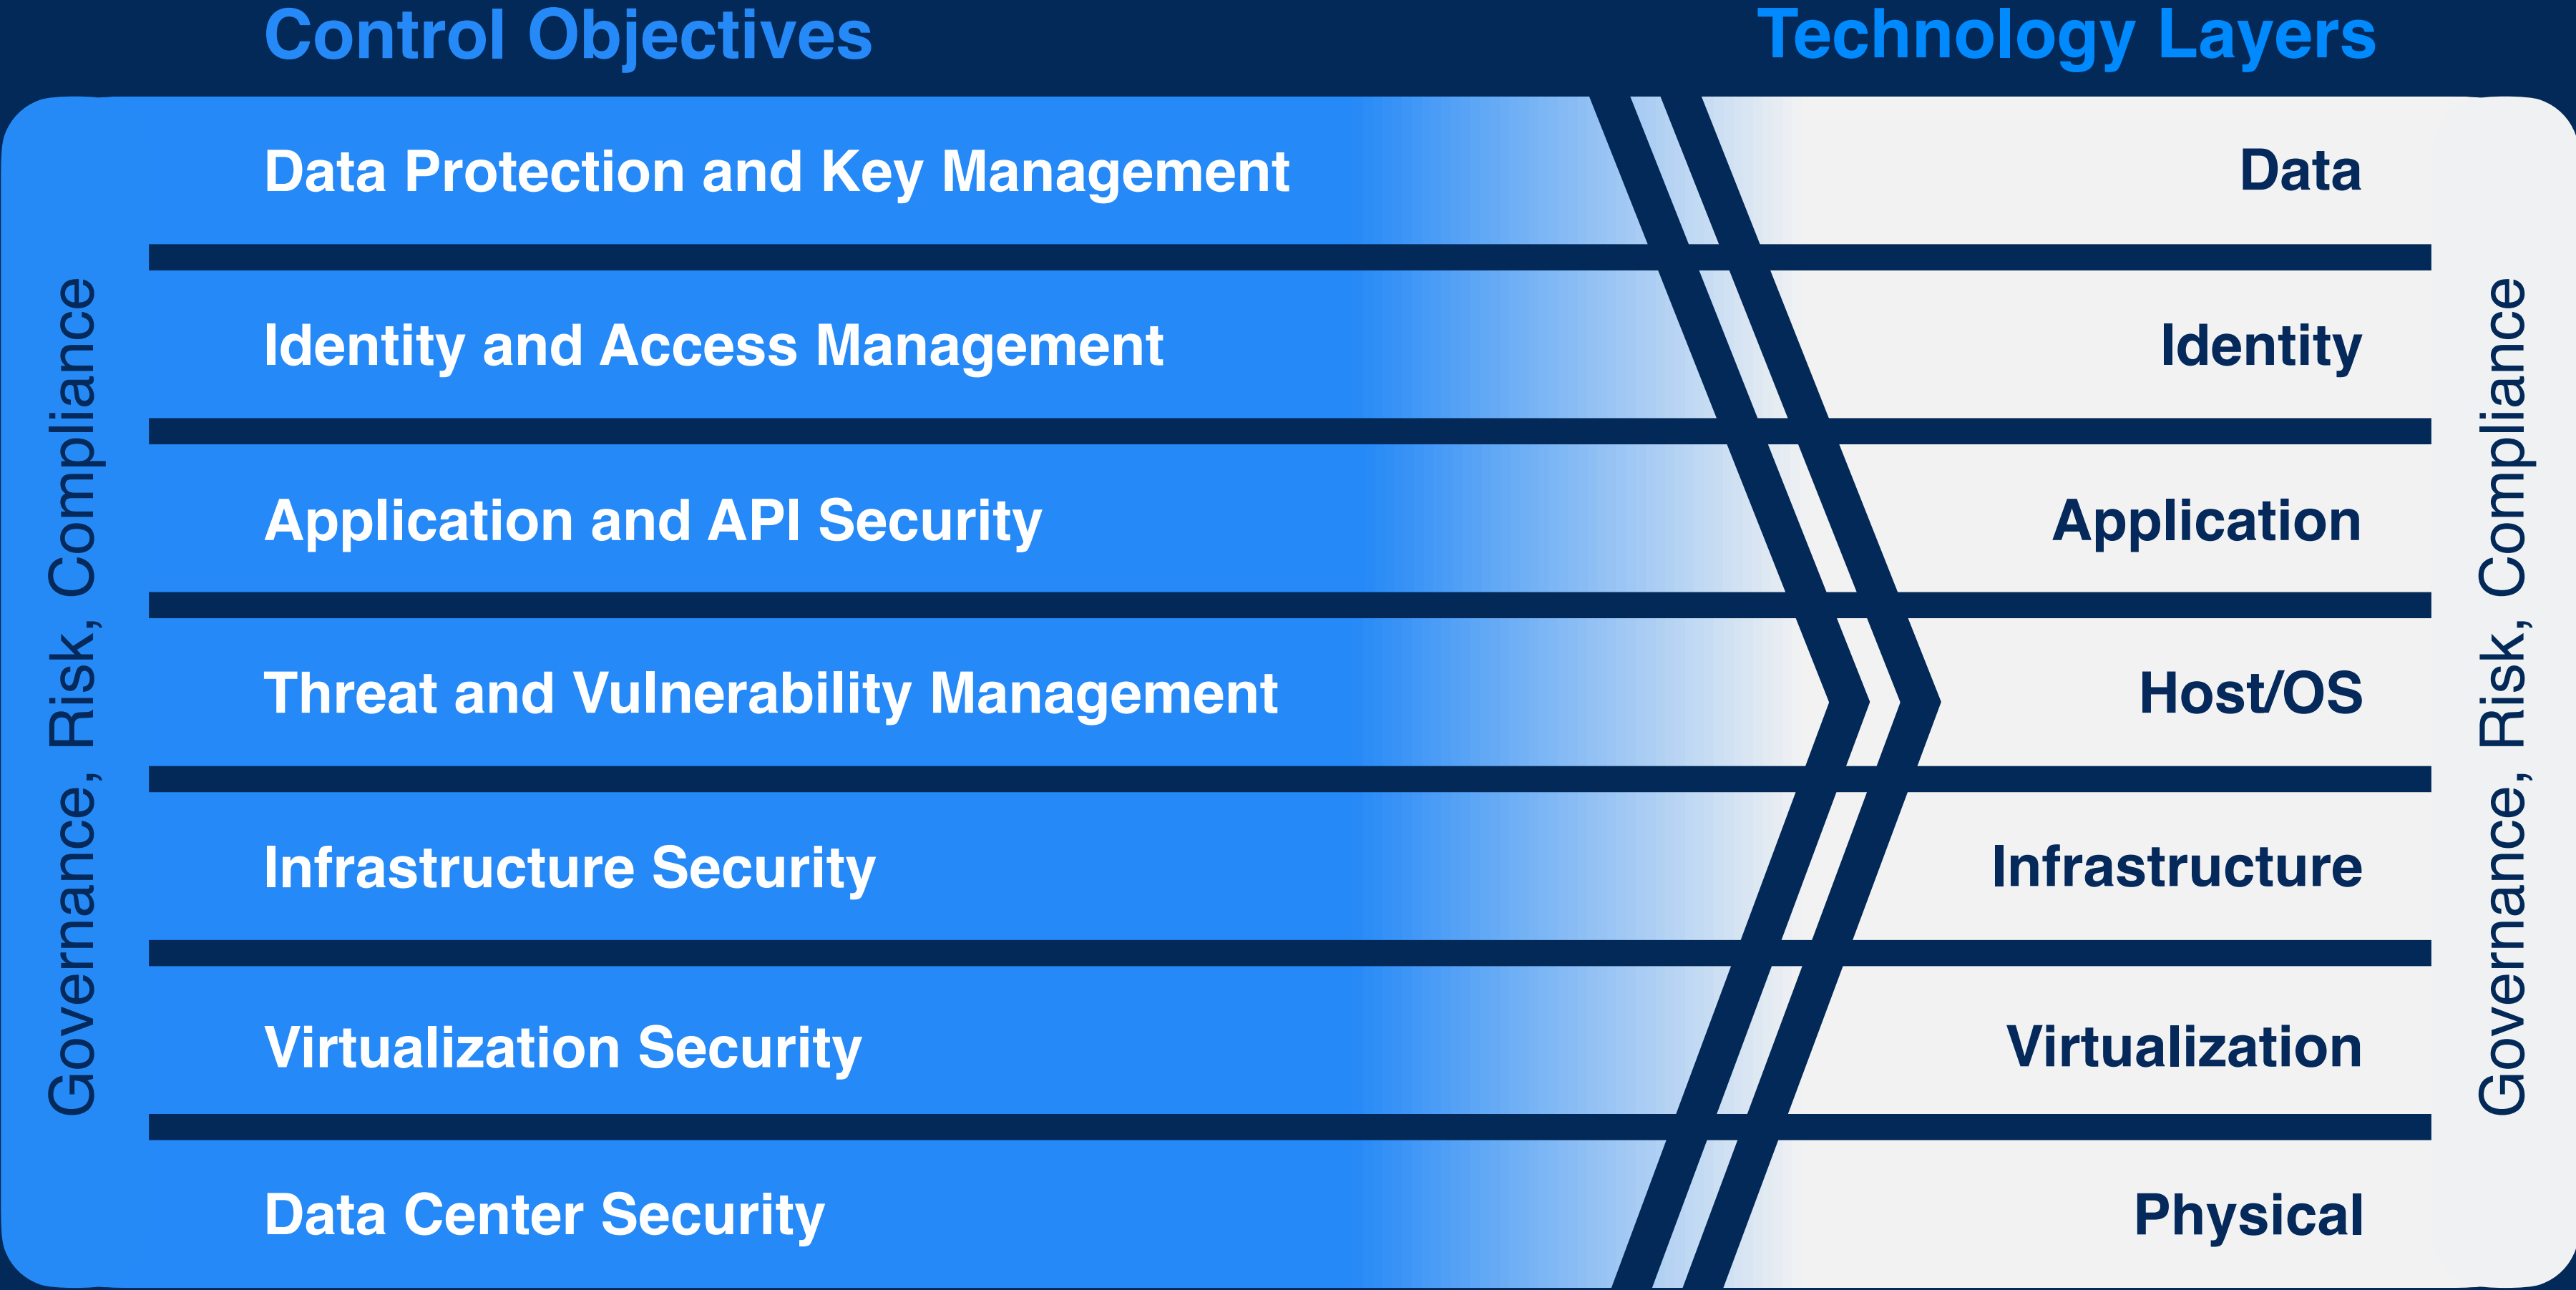 Control Objectives
Technology Layers
Governance, Risk, Compliance
Data Protection and Key Management
Data
Identity and Access Management
Identity
Application and API Security
Application
Threat and Vulnerability Management
Host/OS
Infrastructure Security
Infrastructure
Virtualization Security
Virtualization
Data Center Security
Physical
Governance, Risk, Compliance